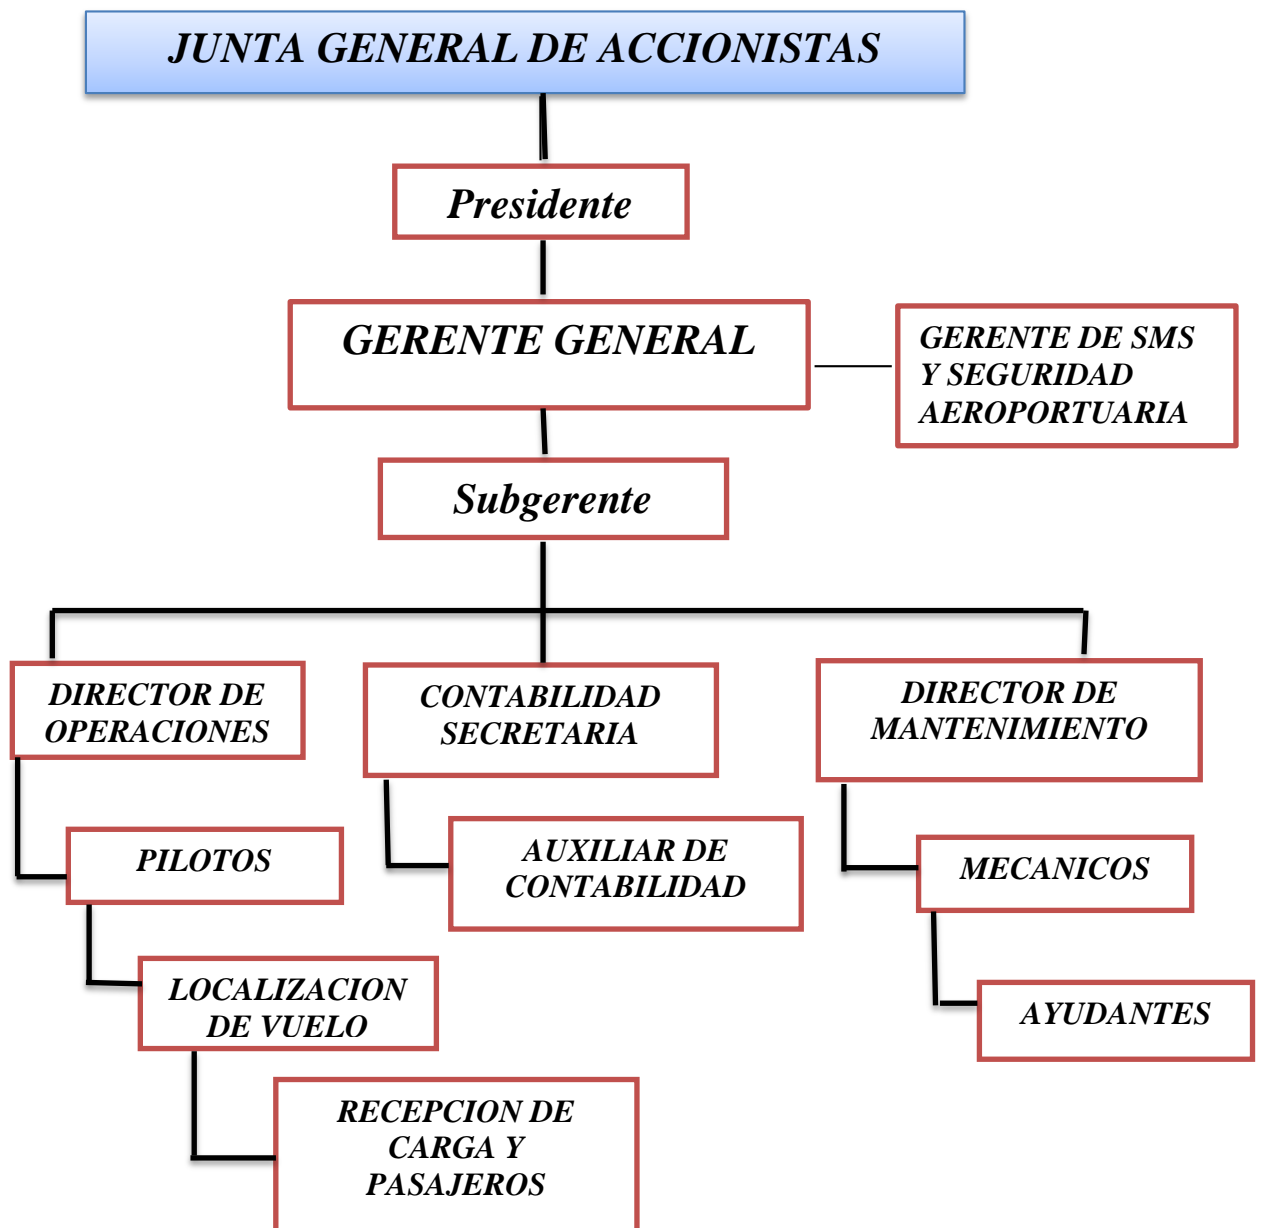 JUNTA GENERAL DE ACCIONISTAS
Presidente
GERENTE GENERAL
GERENTE DE SMS
Y SEGURIDAD
AEROPORTUARIA
Subgerente
DIRECTOR DE
OPERACIONES
CONTABILIDAD
SECRETARIA
DIRECTOR DE
MANTENIMIENTO
PILOTOS
AUXILIAR DE
CONTABILIDAD
MECANICOS
LOCALIZACION
DE VUELO
AYUDANTES
RECEPCION DE
CARGA Y
PASAJEROS